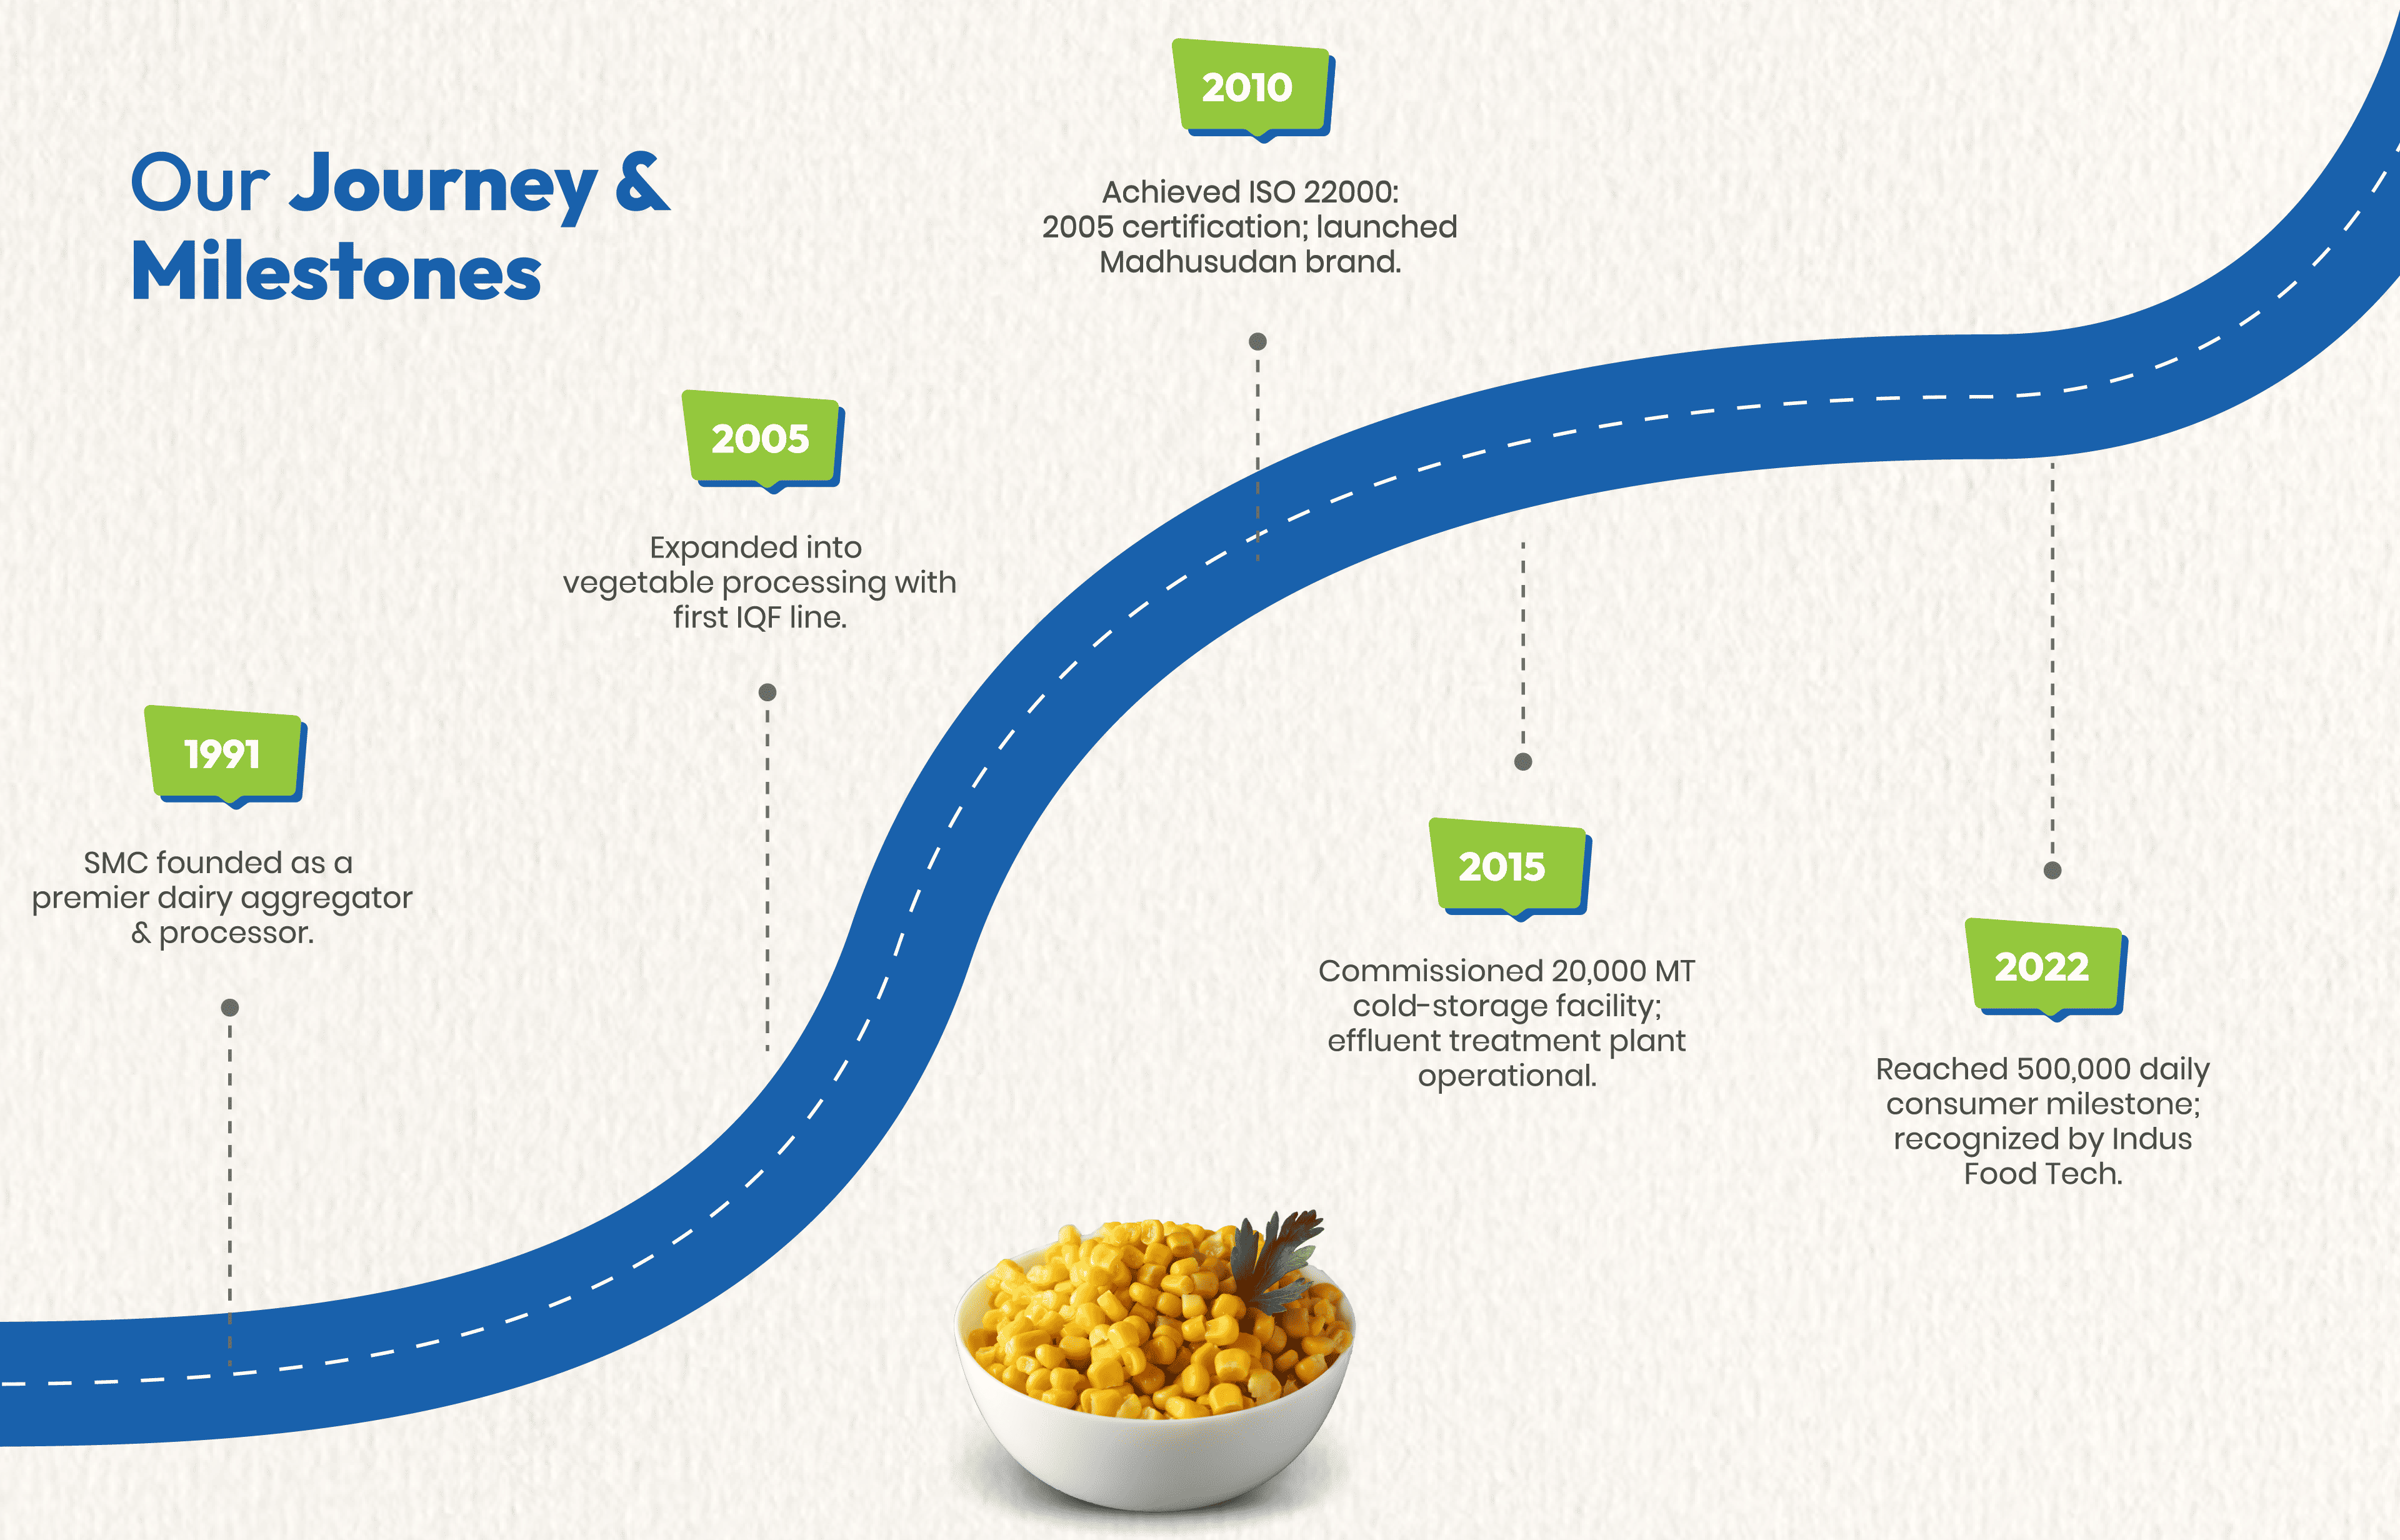 Our Journey &
Milestones
1991
SMC founded as a
premier dairy aggregator
& processor.
2005
Expanded into
vegetable processing with
first IQF line.
2010
Achieved ISO 22000:
2005 certification; launched
Madhusudan brand.
2015
Commissioned 20,000 MT
cold-storage facility;
effluent treatment plant
operational.
2022
Reached 500,000 daily
consumer milestone;
recognized by Indus
Food Tech.